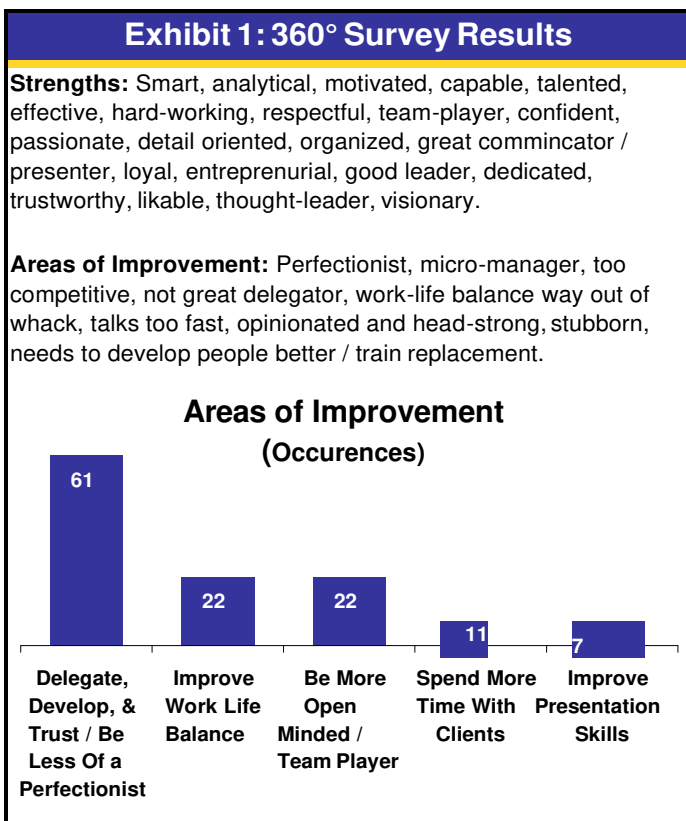 Exhibit 1: 360° Survey Results
Strengths: Smart, analytical, motivated, capable, talented,
effective, hard-working, respectful, team-player, confident,
passionate, detail oriented, organized, great commincator /
presenter, loyal, entreprenurial, good leader, dedicated,
trustworthy, likable, thought-leader, visionary.
Areas of Improvement: Perfectionist, micro-manager, too
competitive, not great delegator, work-life balance way out of
whack, talks too fast, opinionated and head-strong, stubborn,
needs to develop people better / train replacement.
Areas of Improvement
(Occurences)
61
22
22
11
7
Delegate,
Develop, &
Trust / Be
Less Of a
Perfectionist
Improve
Work Life
Balance
Be More
Open
Minded /
Team Player
Spend More
Time With
Clients
Improve
Presentation
Skills